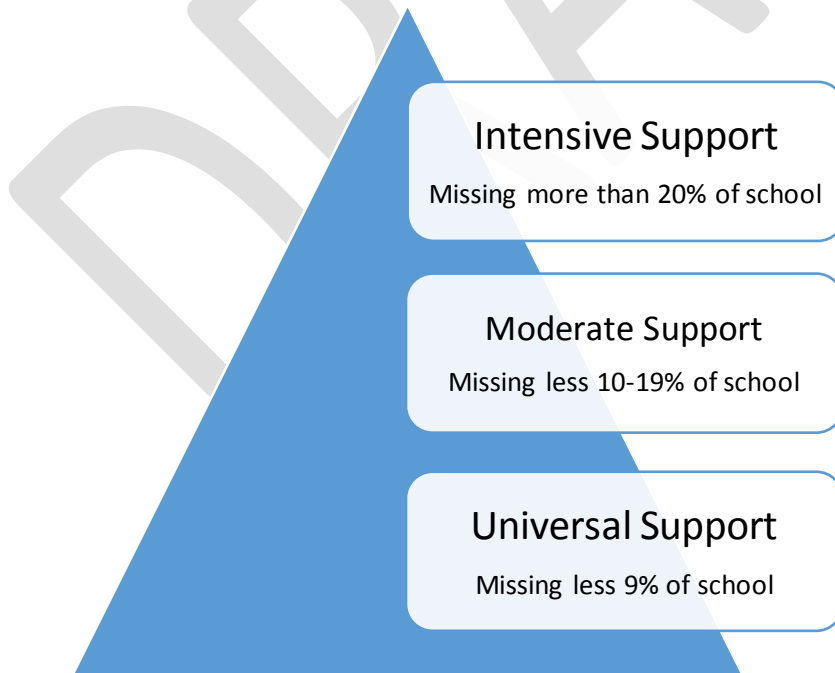 Intensive Support
Missing more than 20% of school
Moderate Support
Missing less 10-19% of school
Universal Support
Missing less 9% of school